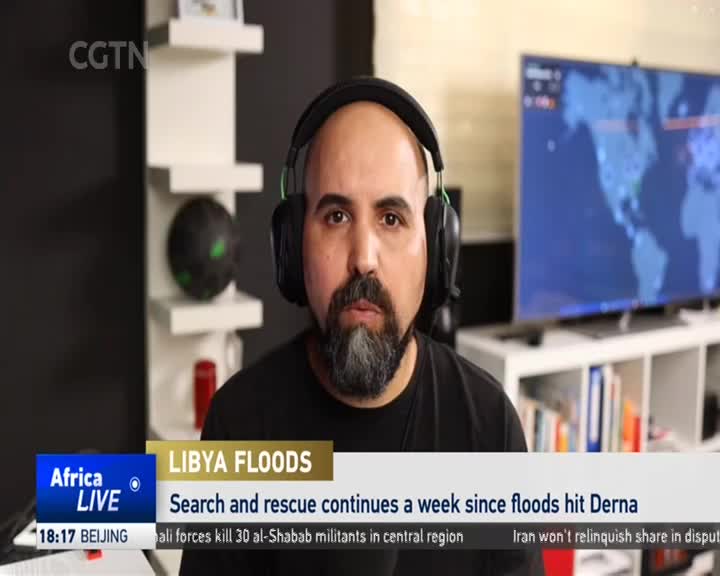 CGTN
LIBYA FLOODS
Africa
LIVE
Search and rescue continues a week since floods hit Derna
18:17 BEIJING
ali forces kill 30 al-Shabab militants in central region
Iran won't relinquish share in disput